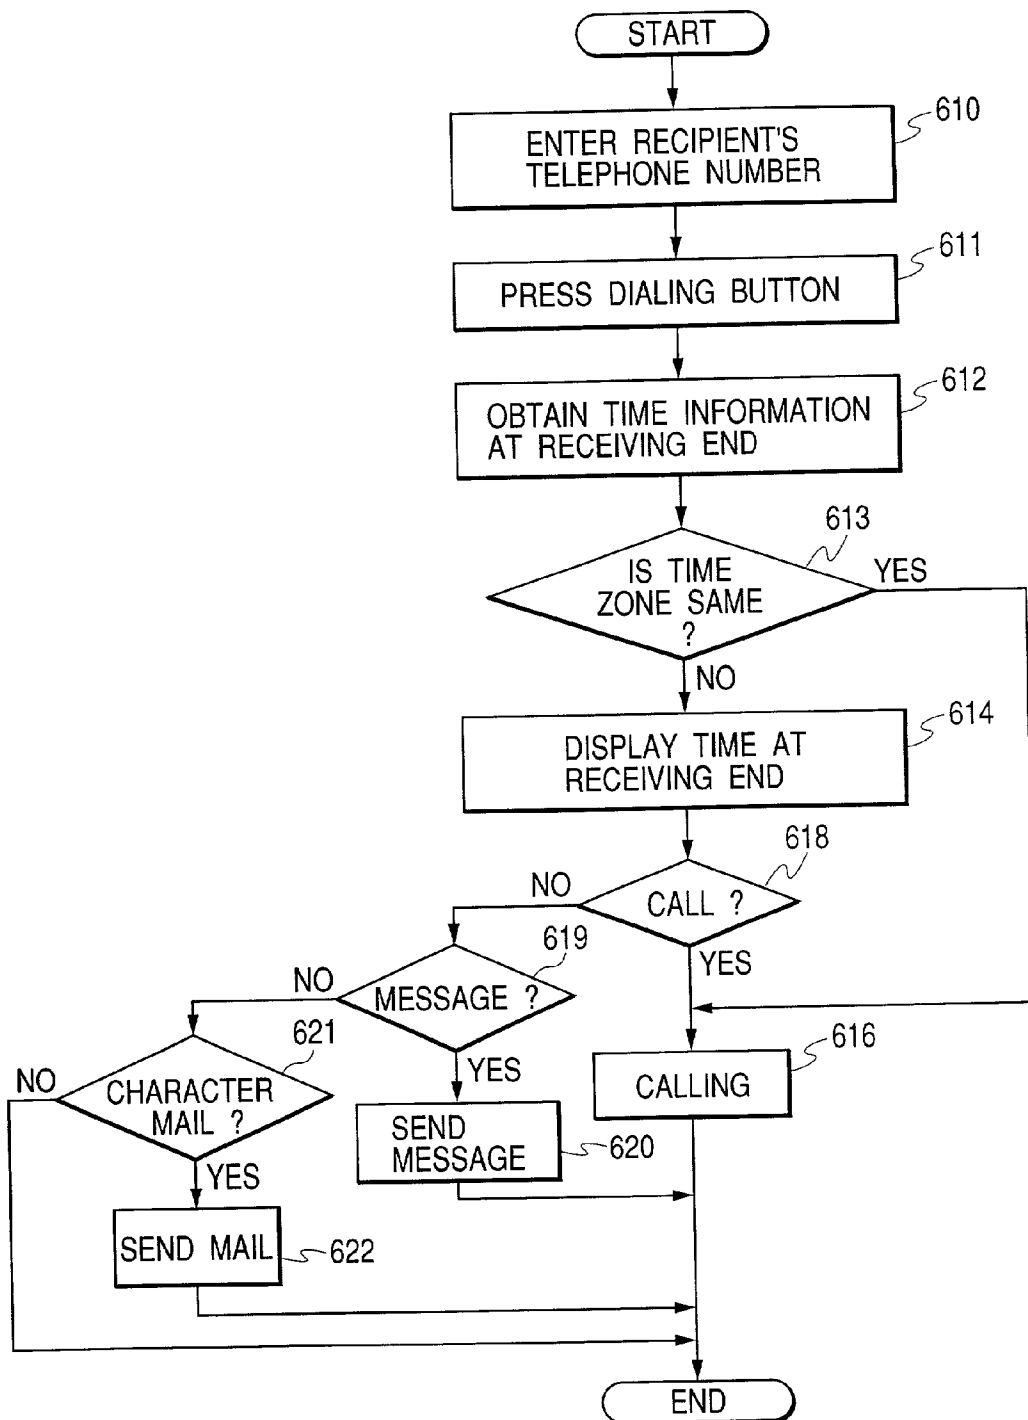 START
610
ENTER RECIPIENT'S
TELEPHONE NUMBER
611
PRESS DIALING BUTTON
612
OBTAIN TIME INFORMATION
AT RECEIVING END
613
IS TIME
ZONE SAME
?
YES
NO
614
DISPLAY TIME AT
RECEIVING END
618
CALL ?
NO
YES
619
MESSAGE ?
NO
YES
621
CHARACTER
MAIL ?
NO
YES
616
CALLING
SEND
MESSAGE
620
SEND MAIL
622
END